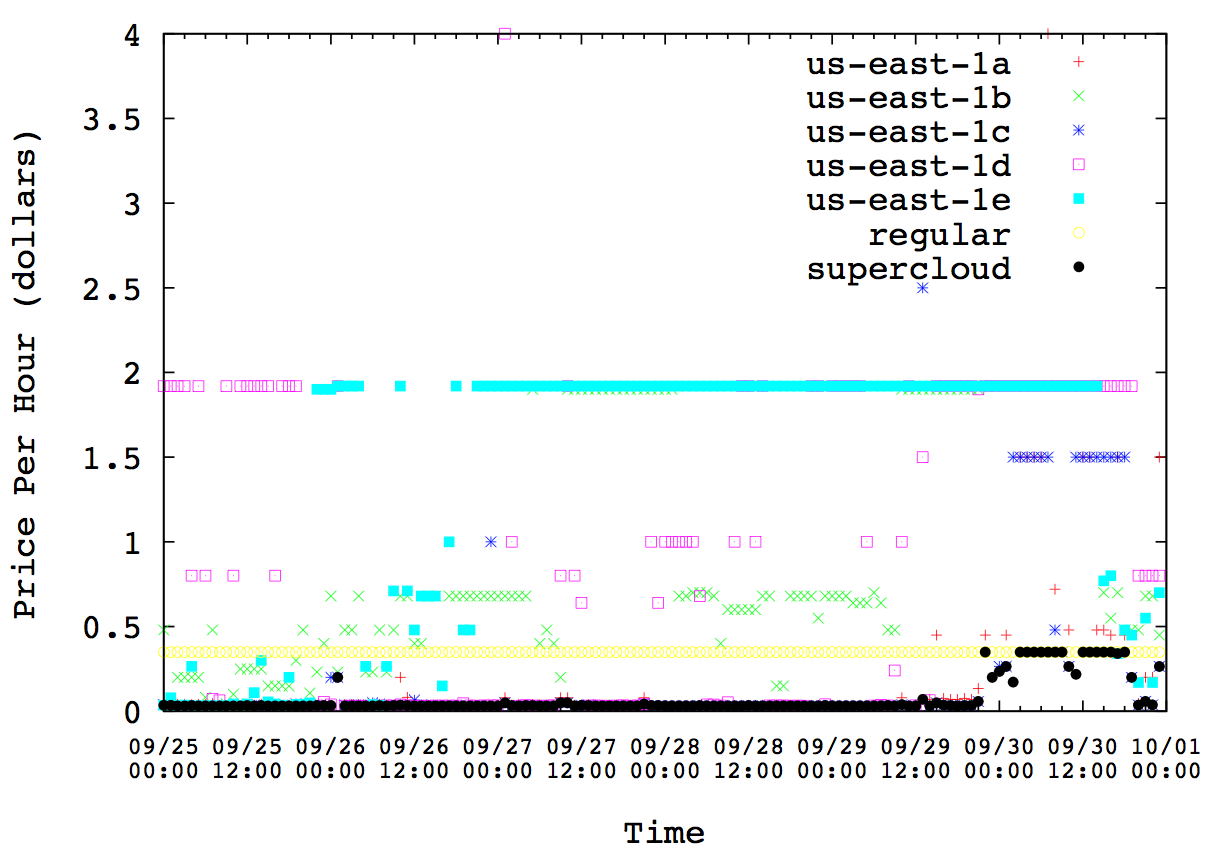 4
3.5
3
2.5
2
1.5
1
0.5
0
Price Per Hour (dollars)
us-east-1a
us-east-1b
us-east-1c
us-east-1d
us-east-1e
regular
supercloud
09/25 09/25 09/26 09/26 09/27 09/27 09/28 09/28 09/29 09/29 09/30 09/30 10/01
00:00 12:00 00:00 12:00 00:00 12:00 00:00 12:00 00:00 12:00 00:00 12:00 00:00
Time